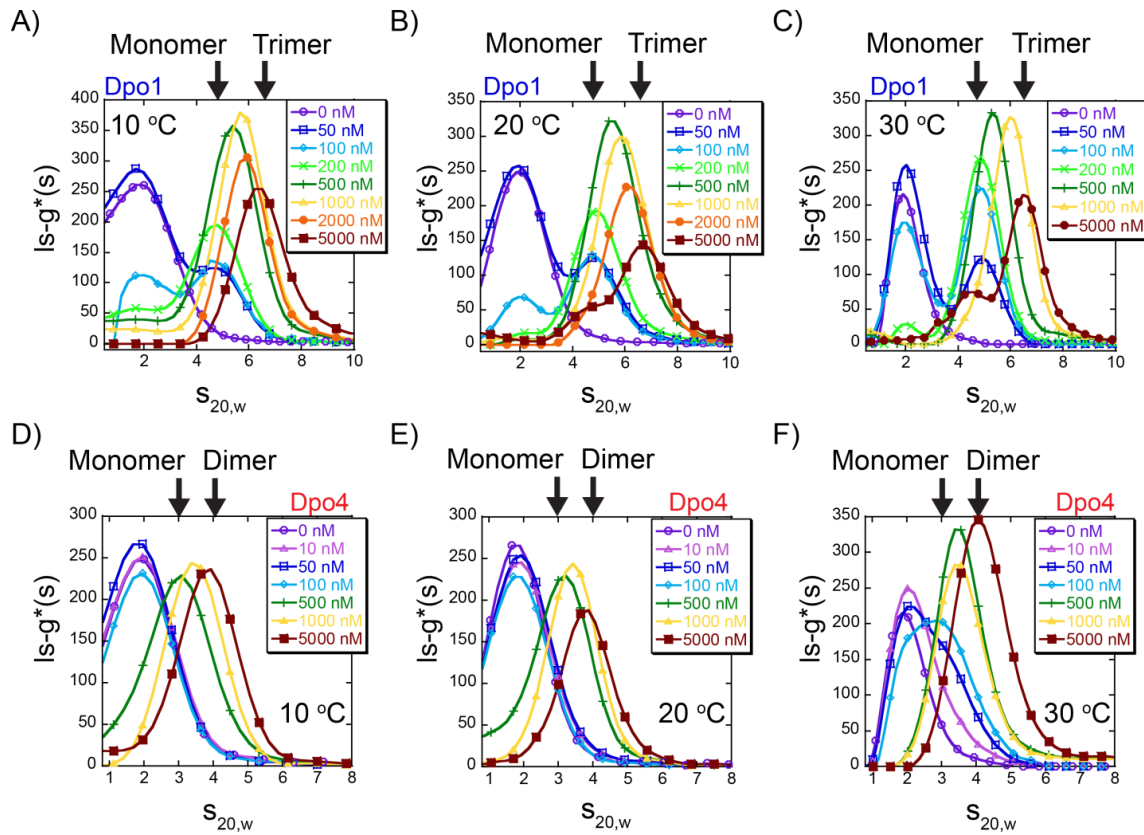 A)
Monomer Trimer
Dpo1
10 °C
0 nM
50 nM
100 nM
200 nM
500 nM
1000 nM
2000 nM
5000 nM
ls-g*(s)
400
350
300
250
200
150
100
50
0
2 4 6 8 10
s20,w
B)
Monomer Trimer
Dpo1
20 °C
0 nM
50 nM
100 nM
200 nM
500 nM
1000 nM
2000 nM
5000 nM
ls-g*(s)
350
300
250
200
150
100
50
0
2 4 6 8 10
s20,w
C)
Monomer Trimer
Dpo1
30 °C
0 nM
50 nM
100 nM
200 nM
500 nM
1000 nM
5000 nM
ls-g*(s)
350
300
250
200
150
100
50
0
2 4 6 8 10
s20,w
D)
Monomer Dimer
Dpo4
0 nM
10 nM
50 nM
100 nM
500 nM
1000 nM
5000 nM
10 °C
ls-g*(s)
300
250
200
150
100
50
0
1 2 3 4 5 6 7 8
s20,w
E)
Monomer Dimer
Dpo4
0 nM
10 nM
50 nM
100 nM
500 nM
1000 nM
5000 nM
20 °C
ls-g*(s)
300
250
200
150
100
50
0
1 2 3 4 5 6 7 8
s20,w
F)
Monomer Dimer
Dpo4
0 nM
10 nM
50 nM
100 nM
500 nM
1000 nM
5000 nM
30 °C
ls-g*(s)
350
300
250
200
150
100
50
0
1 2 3 4 5 6 7 8
s20,w